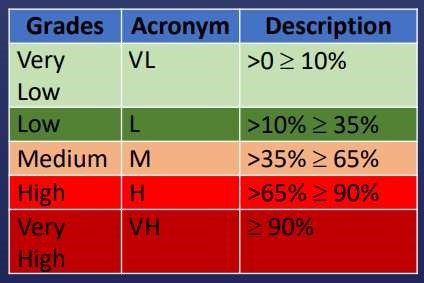 Grades Acronym Description
Very Low VL >0 ≥ 10%
Low L >10% ≥ 35%
Medium M >35% ≥ 65%
High H >65% ≥ 90%
Very High VH ≥ 90%